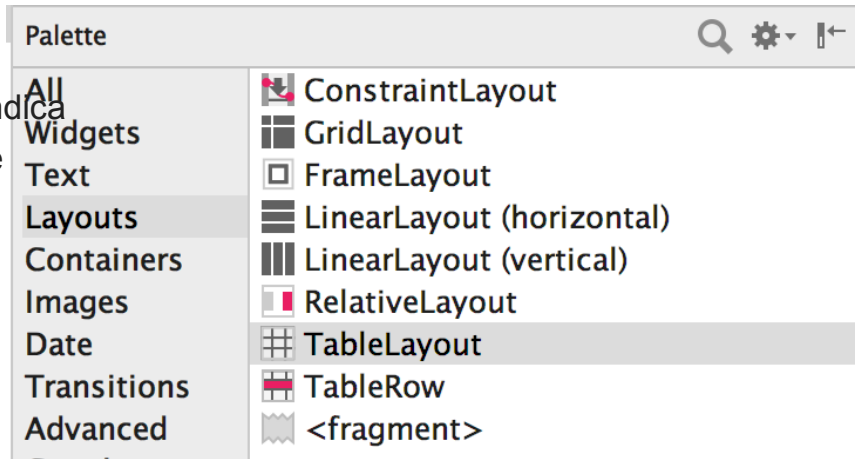 Palette
All
ConstraintLayout
Widgets
GridLayout
Text
FrameLayout
Layouts
LinearLayout (horizontal)
Containers
LinearLayout (vertical)
Images
RelativeLayout
Date
TableLayout
Transitions
TableRow
Advanced
<fragment>